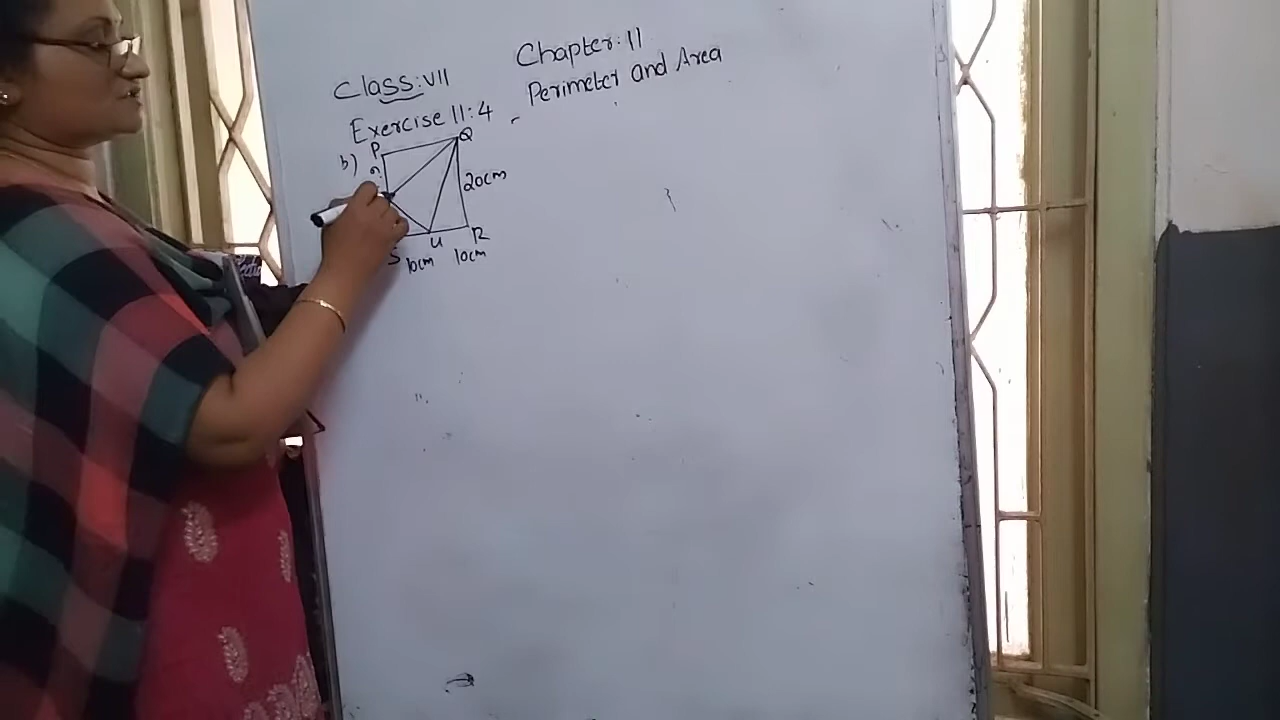 Chapter: 11
Perimeter and Area
Class: VII
Exercise 11:4
b) P Q
20cm
S U R
10cm 10cm